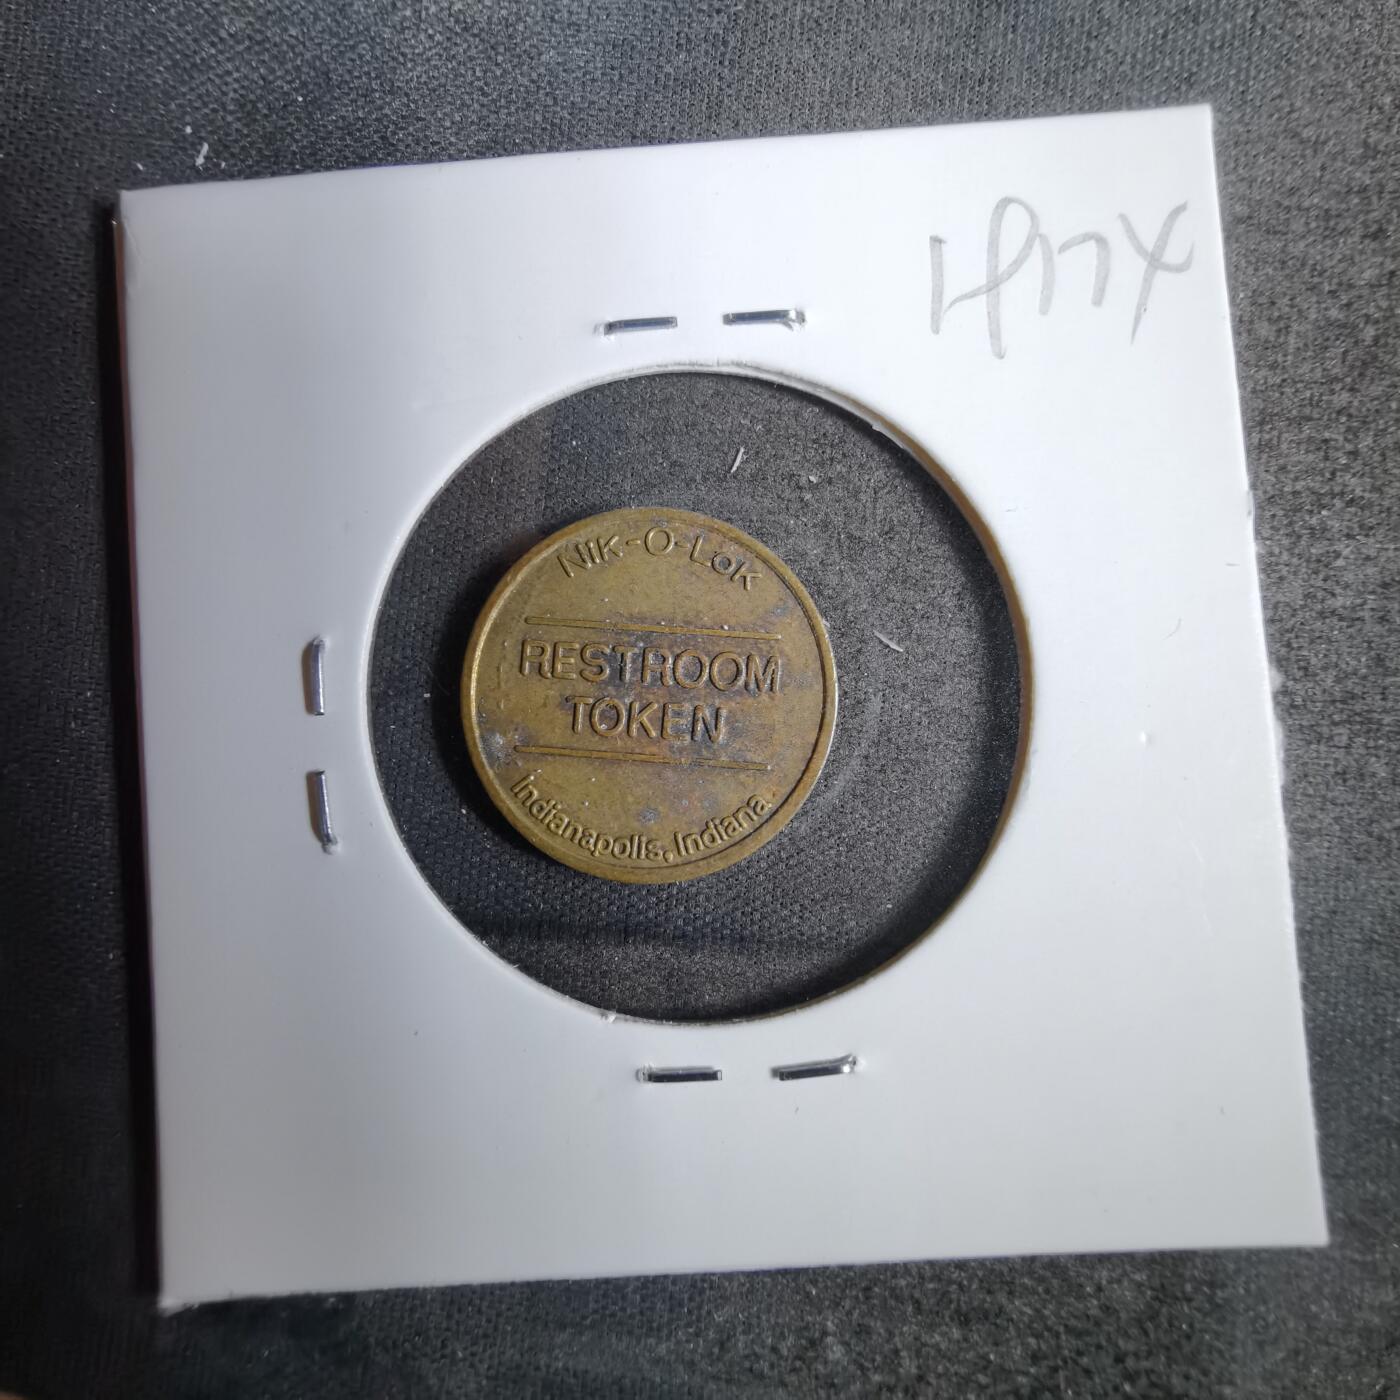 NIK-O-LOK
RESTROOM
TOKEN
Indianapolis, Indiana